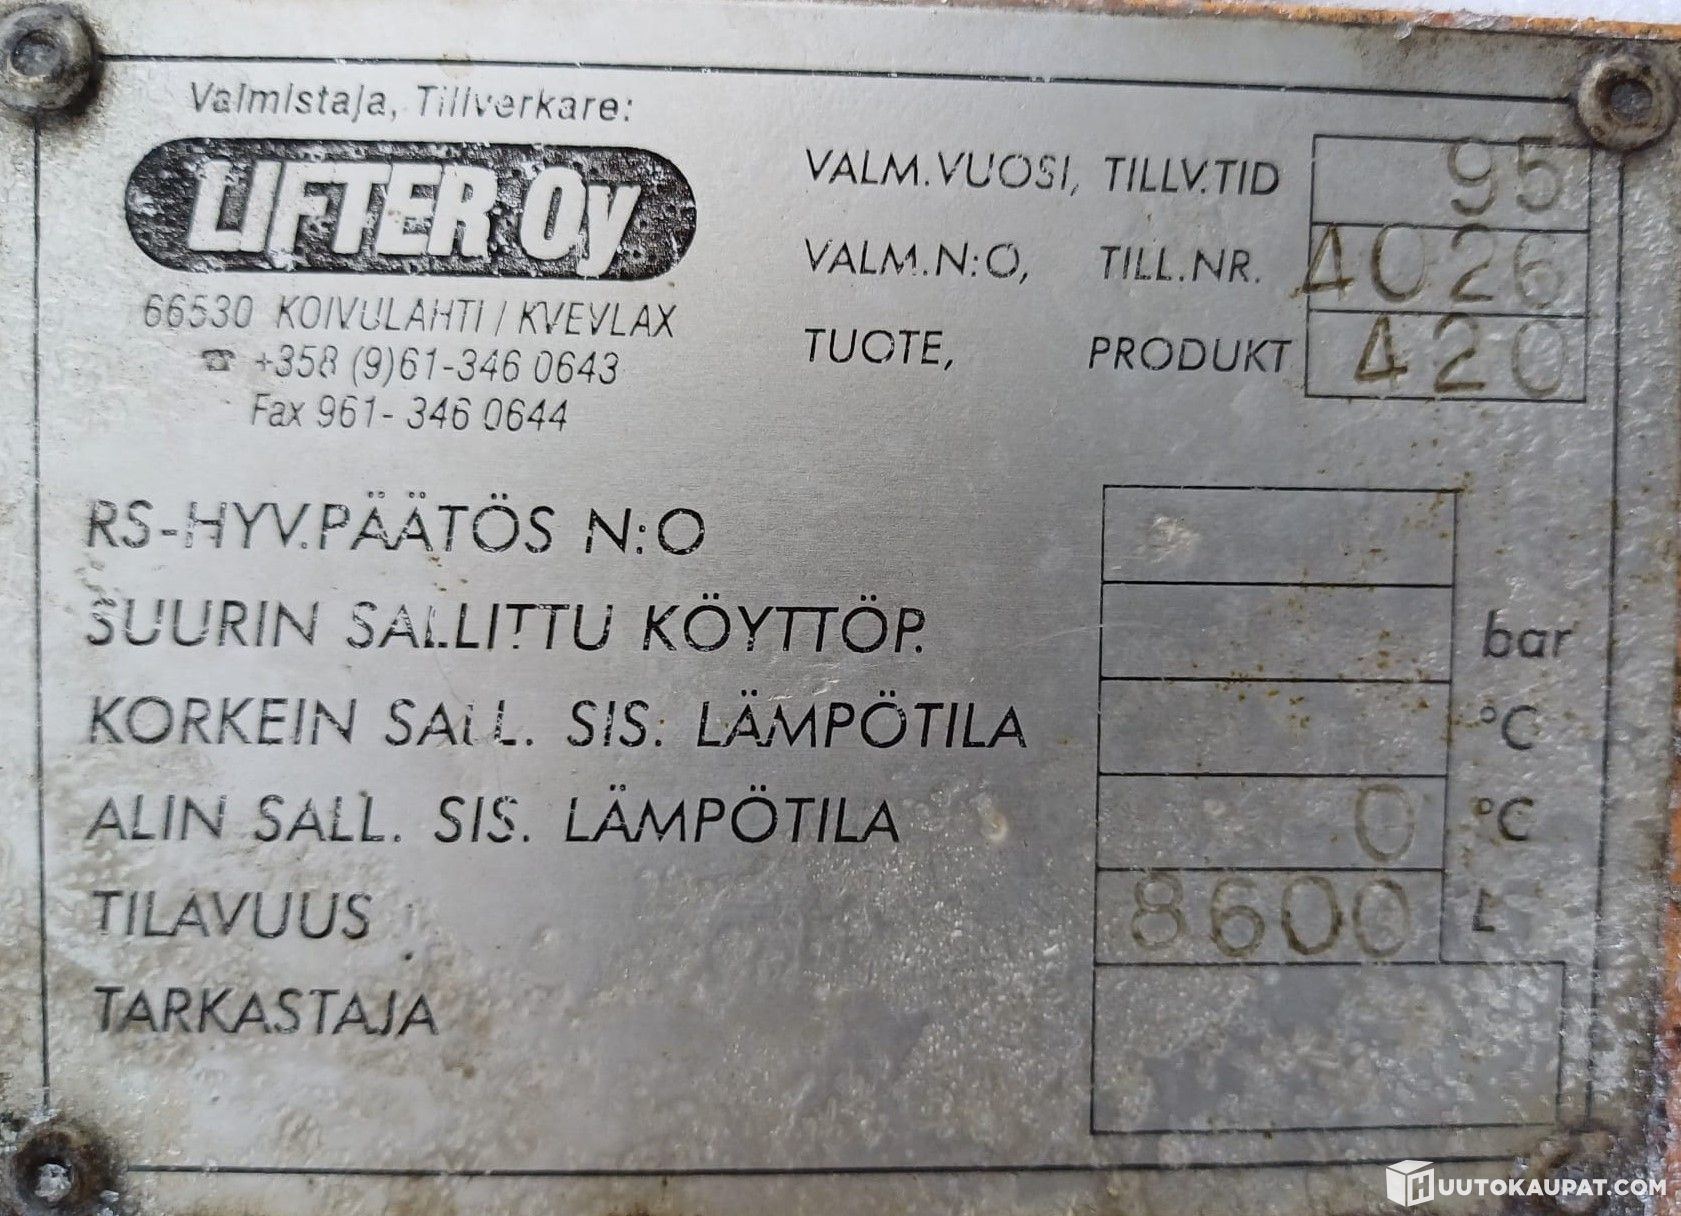 Valmistaja, Tillverkare:
LIFTER Oy
66530 KOIVULAHTI / KVEVLAX
☎ +358 (9)61-346 0643
Fax 961- 346 0644
VALM.VUOSI, TILLV.TID 95
VALM.N:O, TILL.NR. 4026
TUOTE, PRODUKT 420
RS-HYV.PÄÄTÖS N:O
SUURIN SALLITTU KÖYTTÖP. bar
KORKEIN SALL. SIS. LÄMPÖTILA °C
ALIN SALL. SIS. LÄMPÖTILA 0 °C
TILAVUUS 8600 L
TARKASTAJA
HUUTOKAUPAT.COM